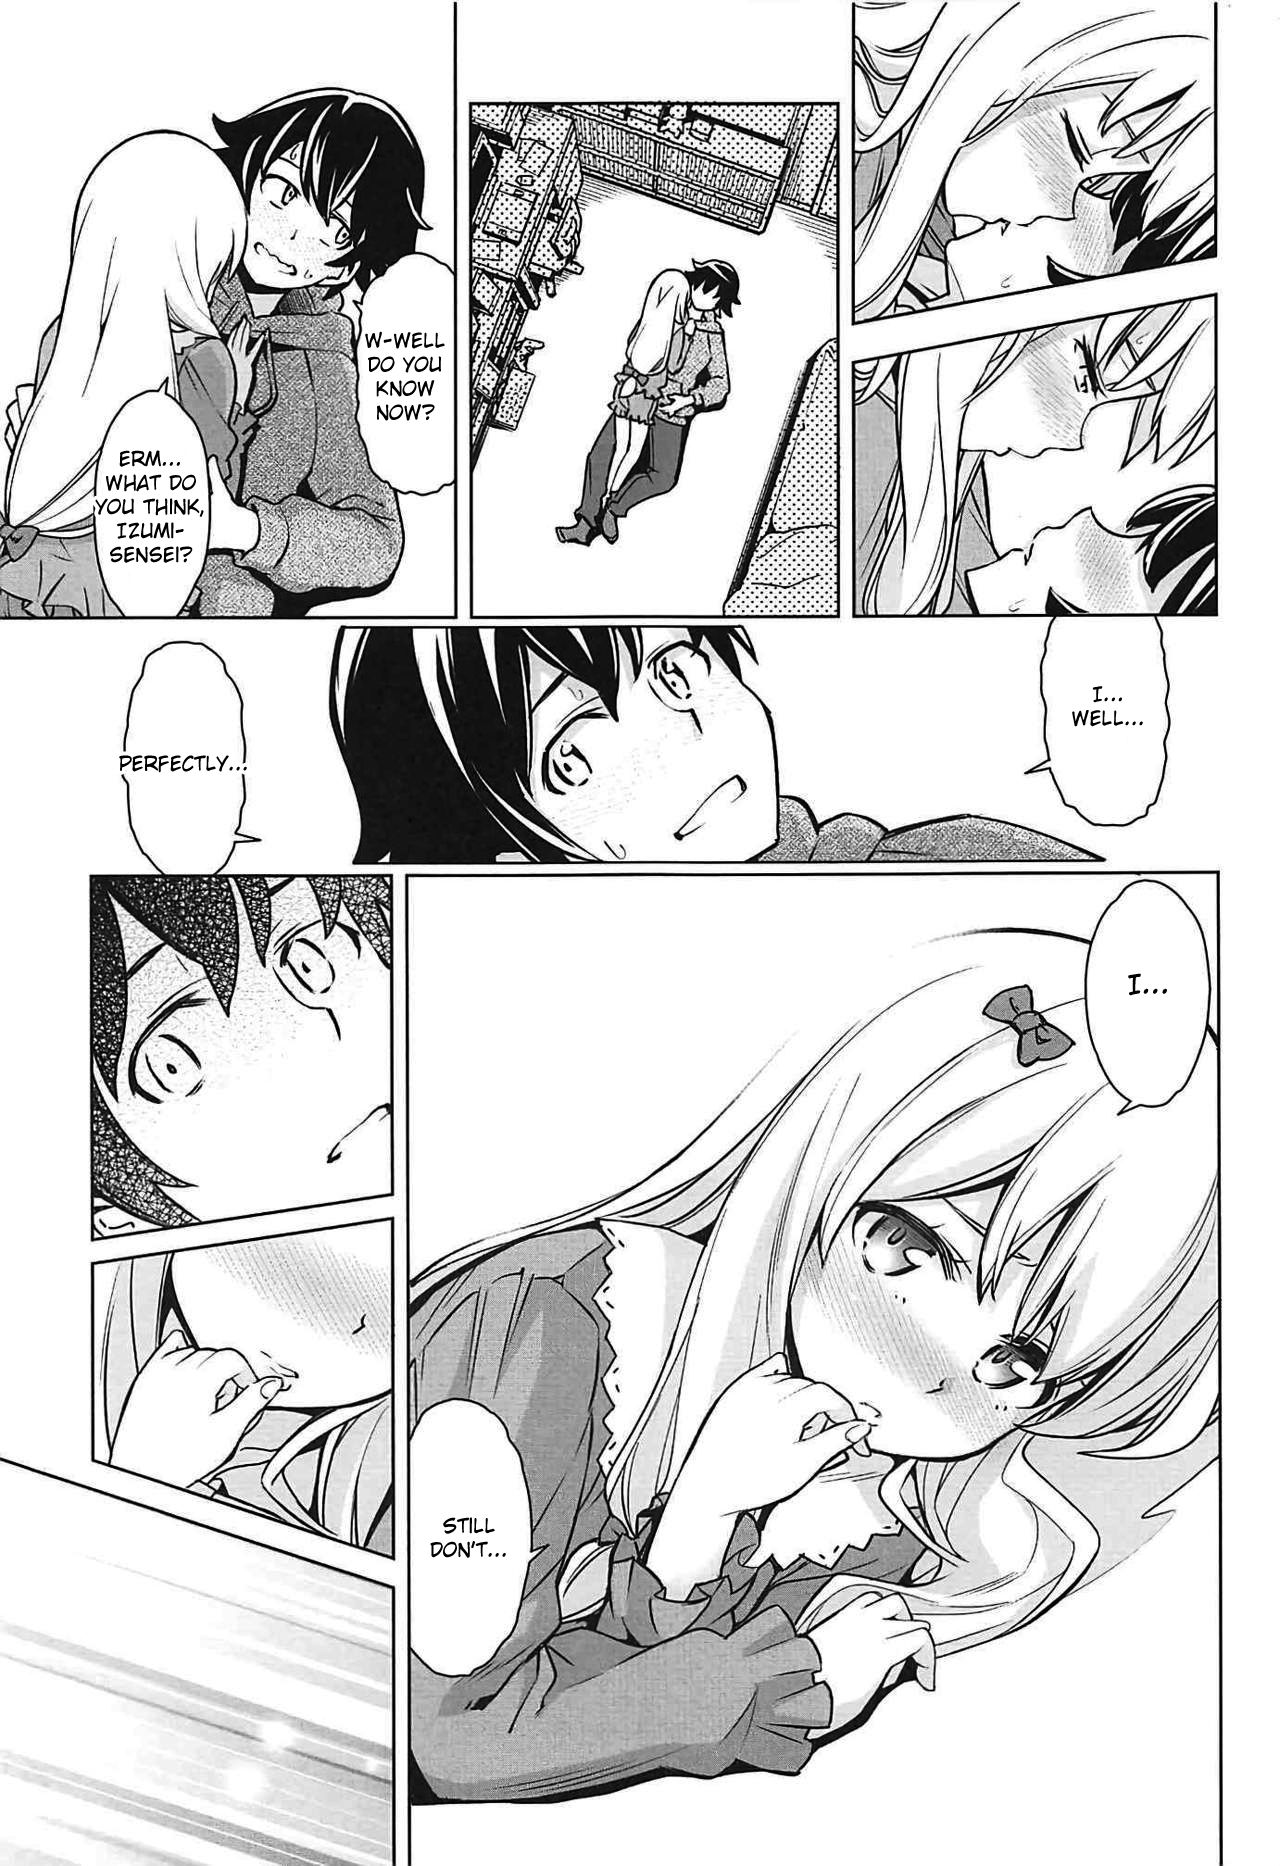 W-WELL
DO YOU
KNOW
NOW?
ERM...
WHAT DO
YOU THINK,
IZUMI-
SENSEI?
I...
WELL...
PERFECTLY...
I...
STILL
DON'T...